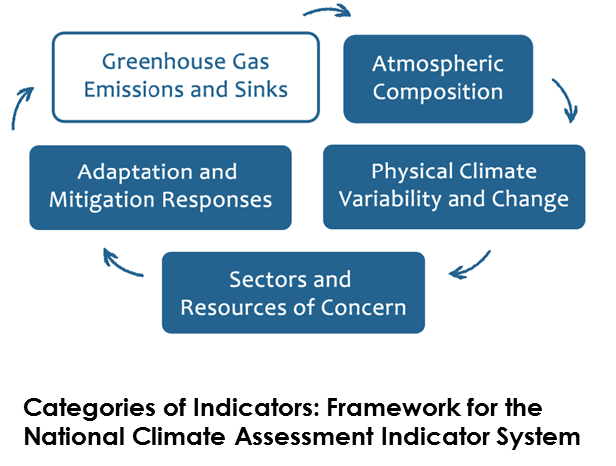 Greenhouse Gas
Emissions and Sinks
Atmospheric
Composition
Physical Climate
Variability and Change
Sectors and
Resources of Concern
Adaptation and
Mitigation Responses
Categories of Indicators: Framework for the
National Climate Assessment Indicator System